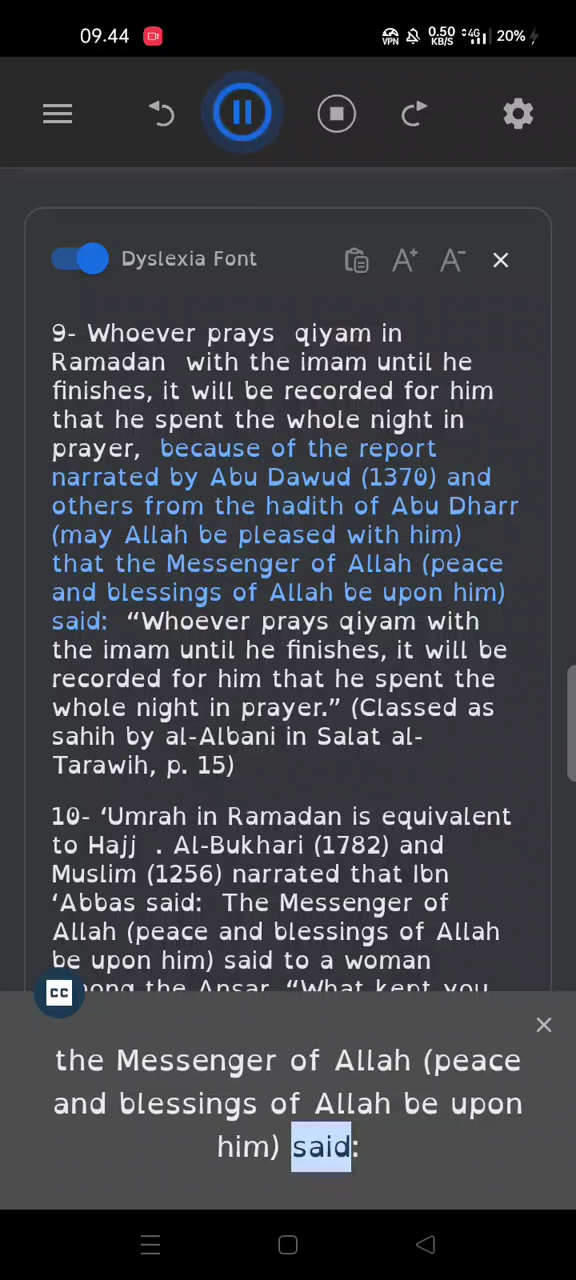 09.44
VPN 0.50 KB/S 4G 20%
Dyslexia Font A+ A-
9- Whoever prays qiyam in
Ramadan with the imam until he
finishes, it will be recorded for him
that he spent the whole night in
prayer, because of the report
narrated by Abu Dawud (1370) and
others from the hadith of Abu Dharr
(may Allah be pleased with him)
that the Messenger of Allah (peace
and blessings of Allah be upon him)
said: “Whoever prays qiyam with
the imam until he finishes, it will be
recorded for him that he spent the
whole night in prayer.” (Classed as
sahih by al-Albani in Salat al-
Tarawih, p. 15)
10- ‘Umrah in Ramadan is equivalent
to Hajj . Al-Bukhari (1782) and
Muslim (1256) narrated that Ibn
‘Abbas said: The Messenger of
Allah (peace and blessings of Allah
be upon him) said to a woman
among the Ansar, “What kept you
CC
the Messenger of Allah (peace
and blessings of Allah be upon
him) said: